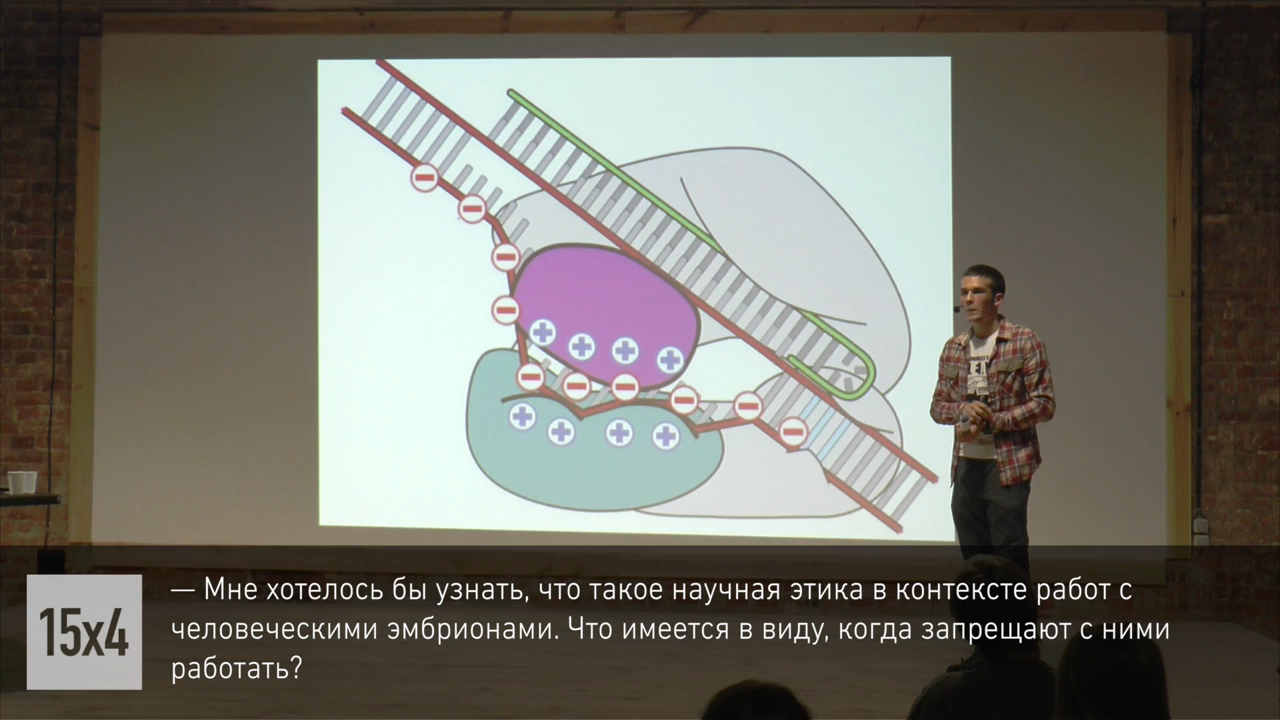 15x4
— Мне хотелось бы узнать, что такое научная этика в контексте работ с
человеческими эмбрионами. Что имеется в виду, когда запрещают с ними
работать?